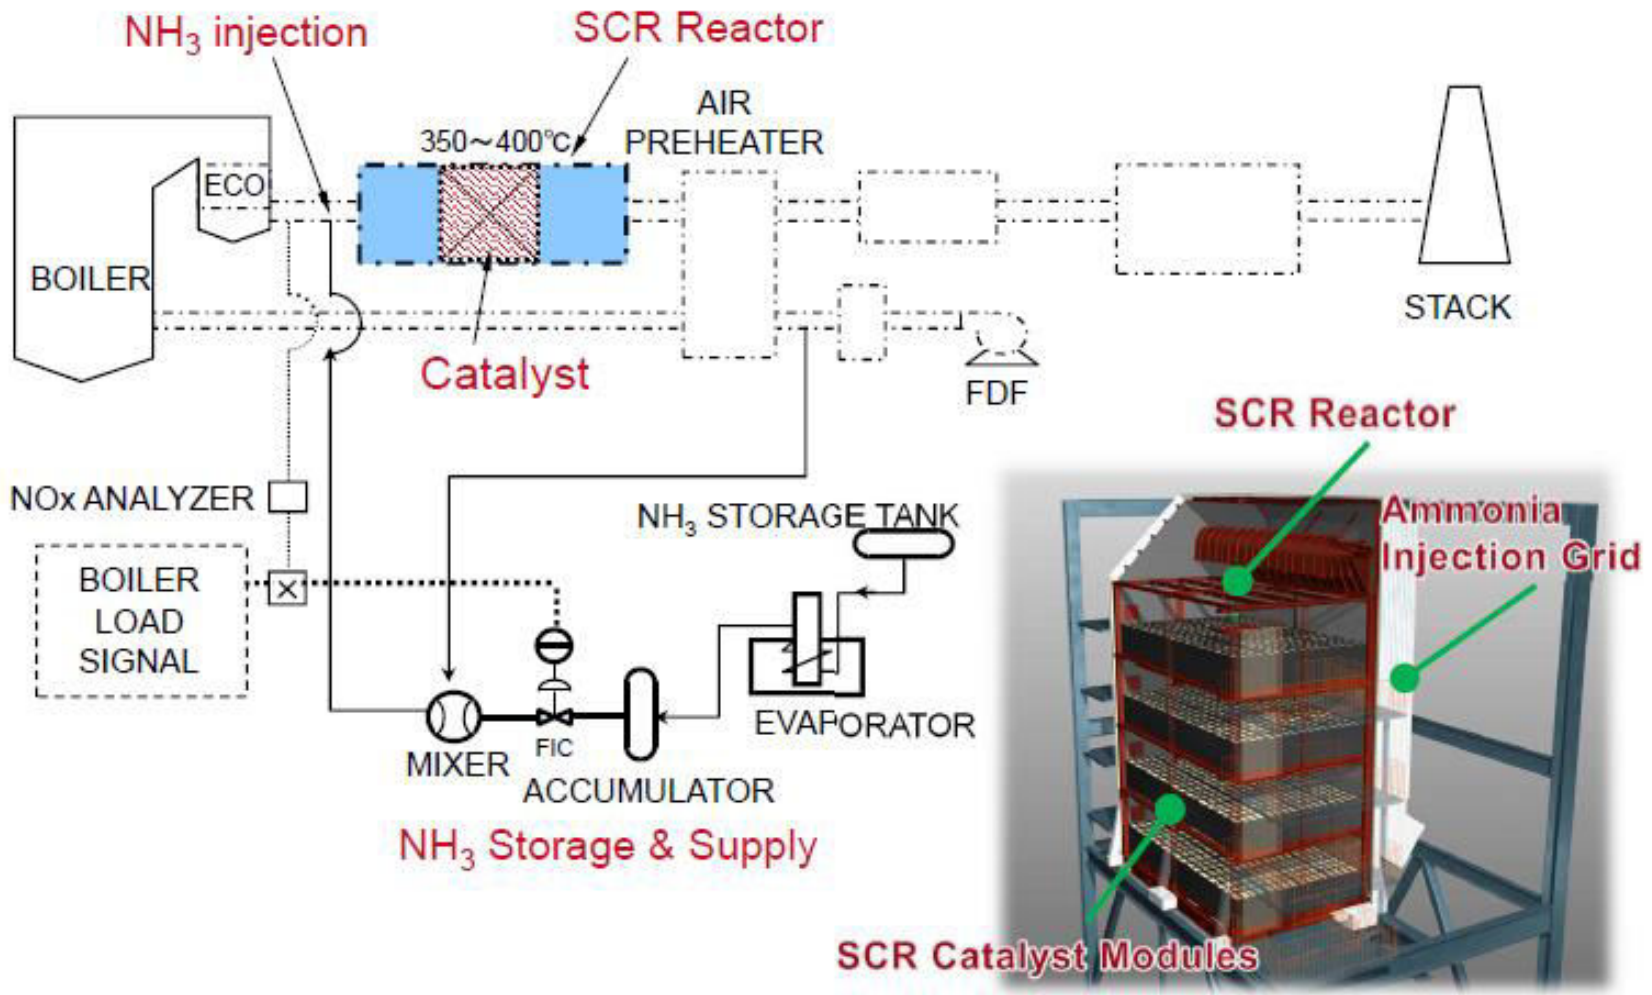 NH₃ injection
SCR Reactor
AIR
PREHEATER
350~400℃
ECO
BOILER
STACK
Catalyst
FDF
SCR Reactor
NOx ANALYZER
NH₃ STORAGE TANK
Ammonia
Injection Grid
BOILER
LOAD
SIGNAL
EVAPORATOR
MIXER
FIC
ACCUMULATOR
NH₃ Storage & Supply
SCR Catalyst Modules